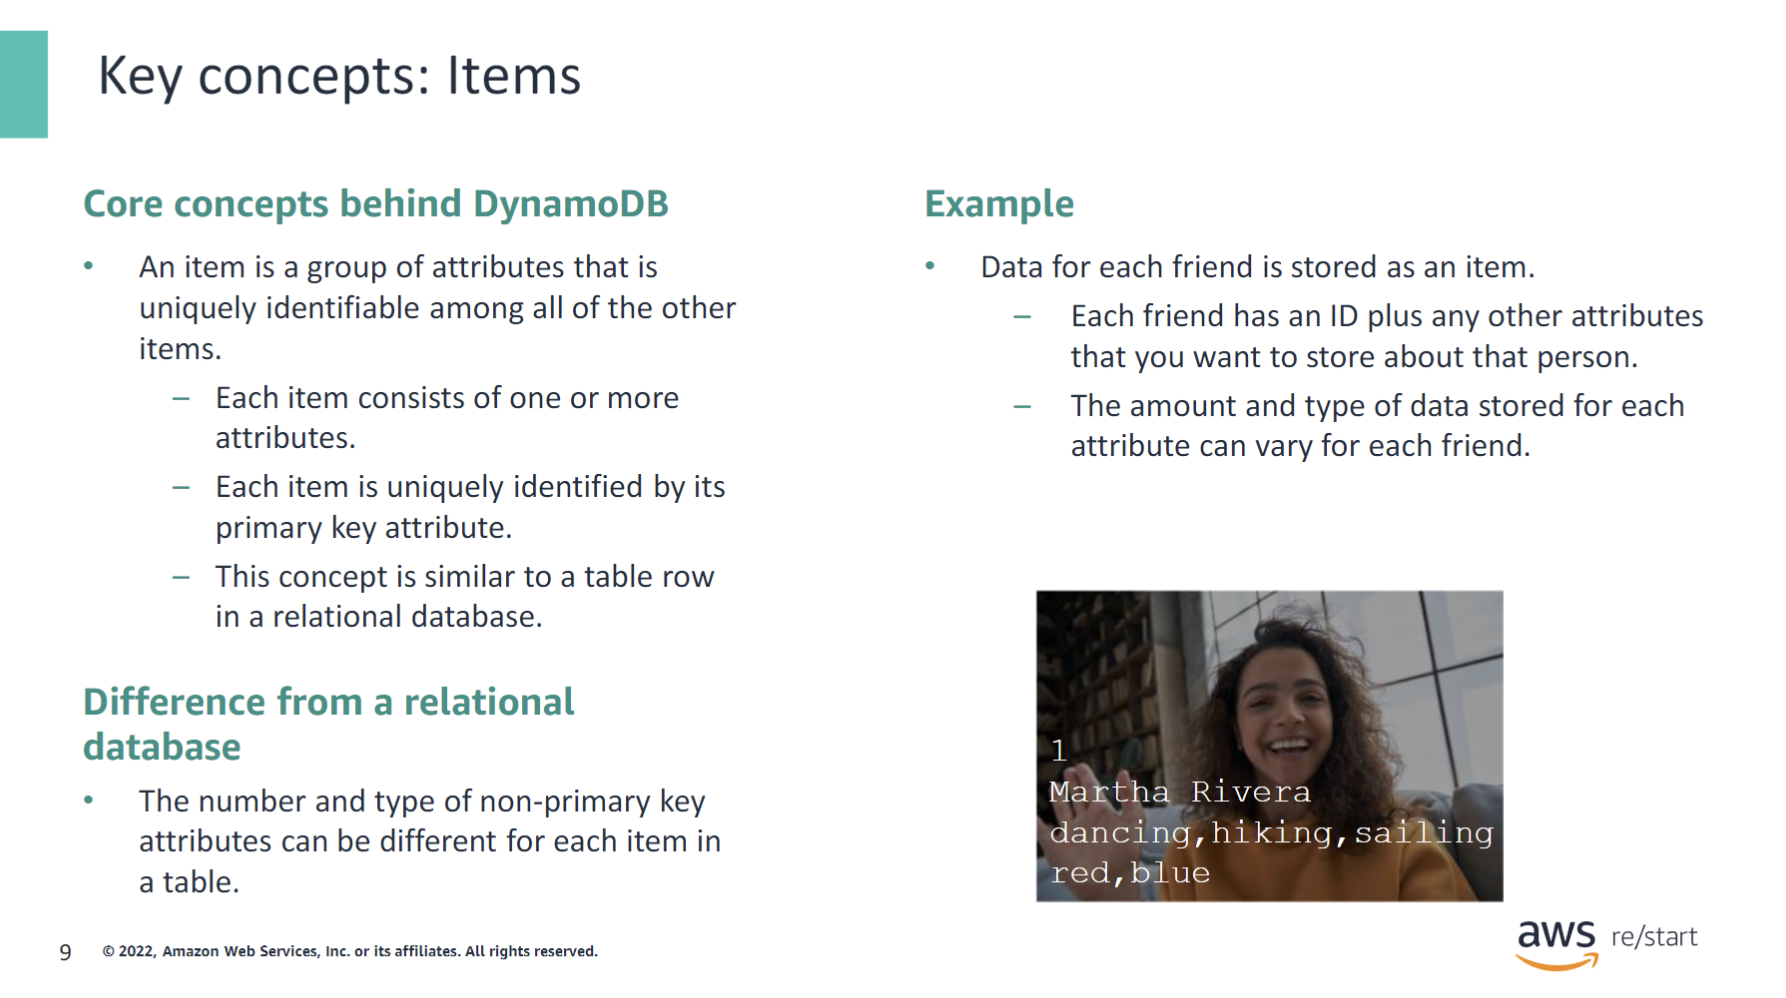 Key concepts: Items
Core concepts behind DynamoDB
• An item is a group of attributes that is
uniquely identifiable among all of the other
items.
– Each item consists of one or more
attributes.
– Each item is uniquely identified by its
primary key attribute.
– This concept is similar to a table row
in a relational database.
Difference from a relational
database
• The number and type of non-primary key
attributes can be different for each item in
a table.
Example
• Data for each friend is stored as an item.
– Each friend has an ID plus any other attributes
that you want to store about that person.
– The amount and type of data stored for each
attribute can vary for each friend.
1
Martha Rivera
dancing,hiking,sailing
red,blue
9 © 2022, Amazon Web Services, Inc. or its affiliates. All rights reserved.
aws re/start